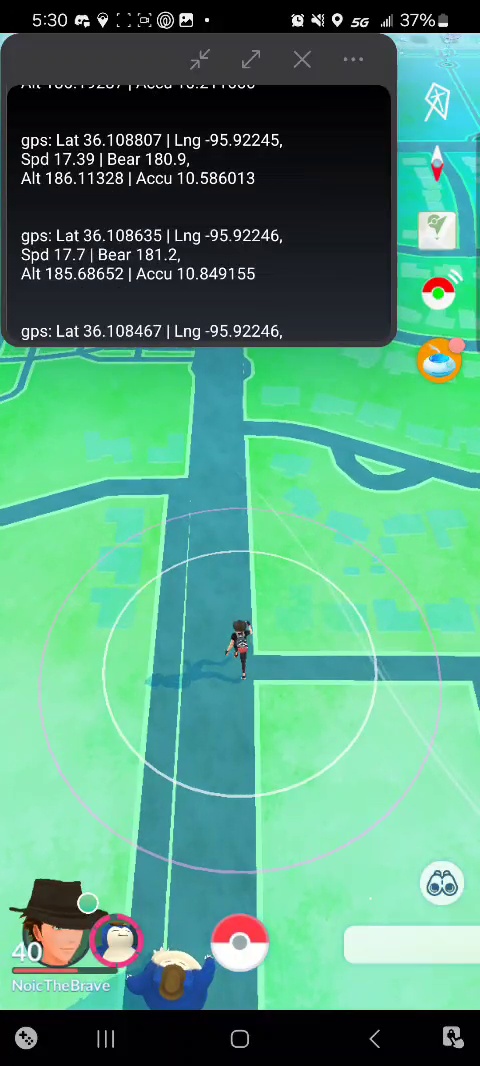 5:30
5G
37%
gps: Lat 36.108807 | Lng -95.92245,
Spd 17.39 | Bear 180.9,
Alt 186.11328 | Accu 10.586013
gps: Lat 36.108635 | Lng -95.92246,
Spd 17.7 | Bear 181.2,
Alt 185.68652 | Accu 10.849155
gps: Lat 36.108467 | Lng -95.92246,
40
NoicTheBrave